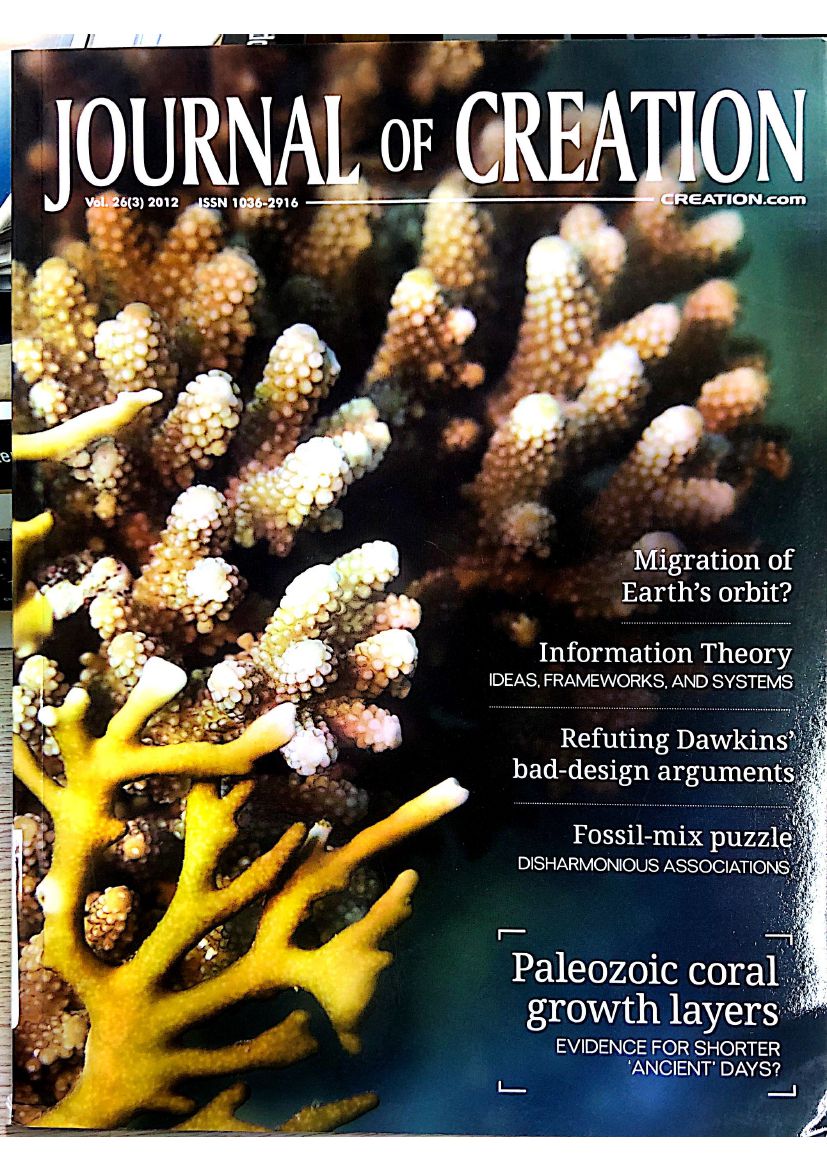 JOURNAL OF CREATION
Vol. 26(3) 2012 ISSN 1036-2916 CREATION.com
Migration of
Earth's orbit?
Information Theory
IDEAS, FRAMEWORKS, AND SYSTEMS
Refuting Dawkins'
bad-design arguments
Fossil-mix puzzle
DISHARMONIOUS ASSOCIATIONS
Paleozoic coral
growth layers
EVIDENCE FOR SHORTER
'ANCIENT' DAYS?